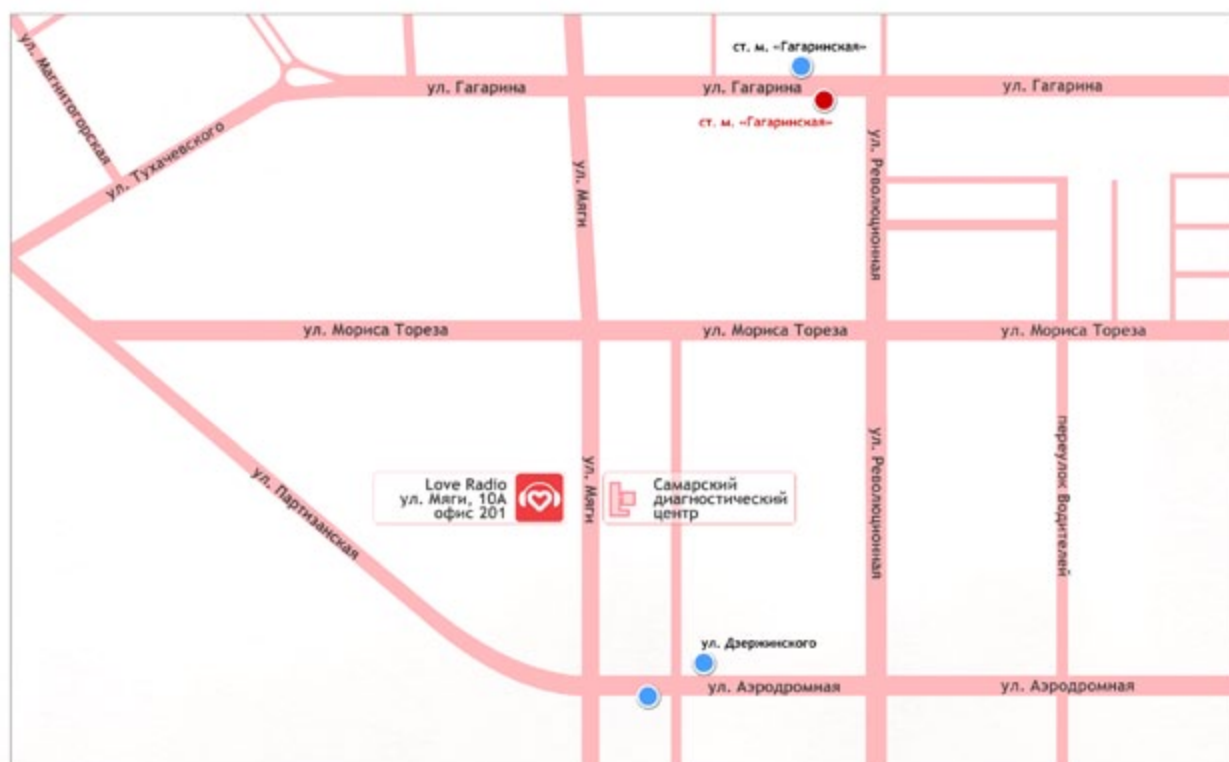 ст. м. «Гагаринская»
ул. Магнитогорская
ул. Гагарина
ул. Гагарина
ул. Гагарина
ст. м. «Гагаринская»
ул. Тухачевского
ул. Мяги
ул. Революционная
ул. Мориса Тореза
ул. Мориса Тореза
ул. Мориса Тореза
ул. Партизанская
Love Radio
ул. Мяги, 10А
офис 201
ул. Мяги
Самарский
диагностический
центр
ул. Революционная
переулок Водителей
ул. Дзержинского
ул. Аэродромная
ул. Аэродромная